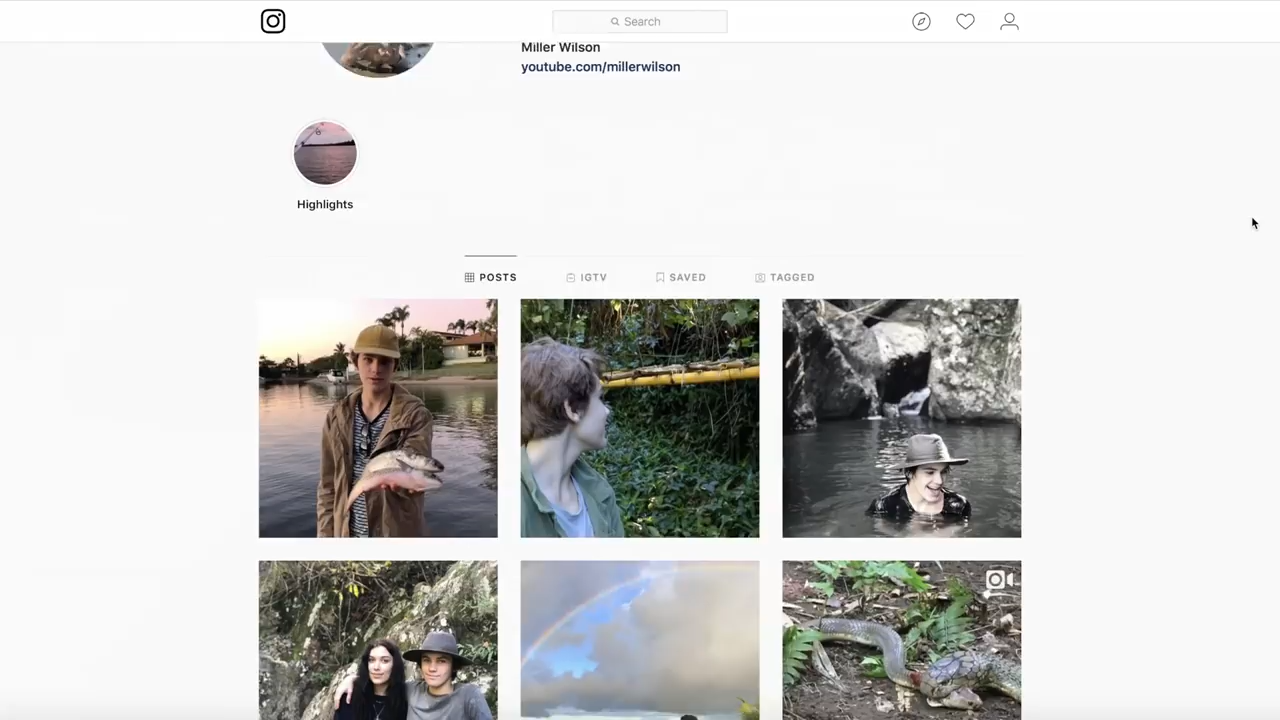 Search
Miller Wilson
youtube.com/millerwilson
Highlights
POSTS
IGTV
SAVED
TAGGED